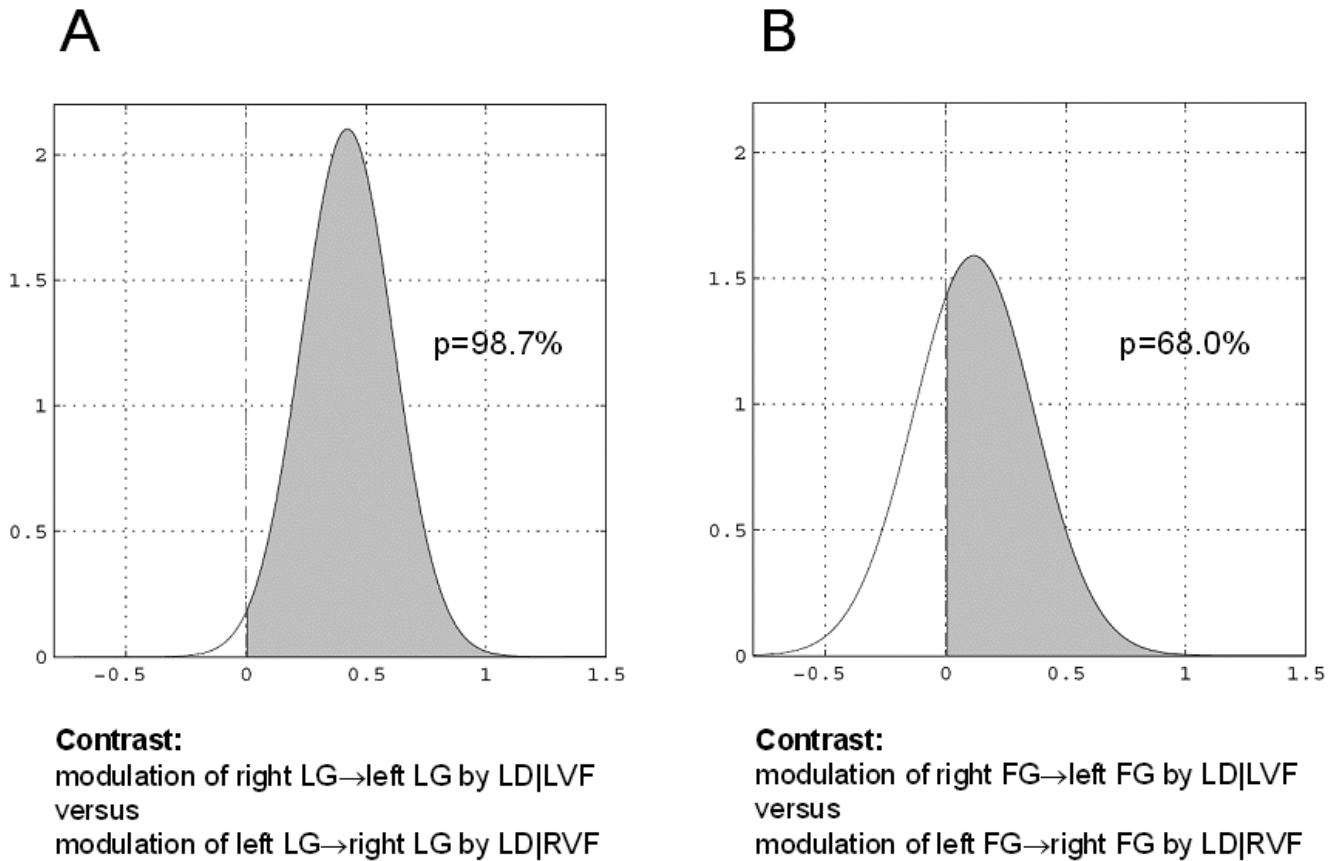 A
B
2
1.5
1
0.5
0
-0.5
0
0.5
1
1.5
p=98.7%
2
1.5
1
0.5
0
-0.5
0
0.5
1
1.5
p=68.0%
Contrast:
modulation of right LG→left LG by LD|LVF
versus
modulation of left LG→right LG by LD|RVF
Contrast:
modulation of right FG→left FG by LD|LVF
versus
modulation of left FG→right FG by LD|RVF